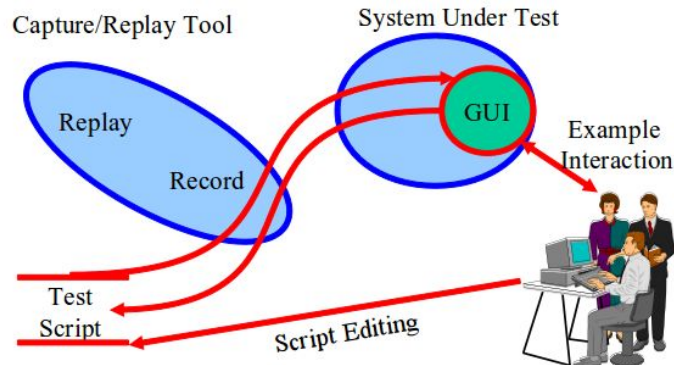 Capture/Replay Tool
System Under Test
Replay
Record
GUI
Example
Interaction
Test
Script
Script Editing